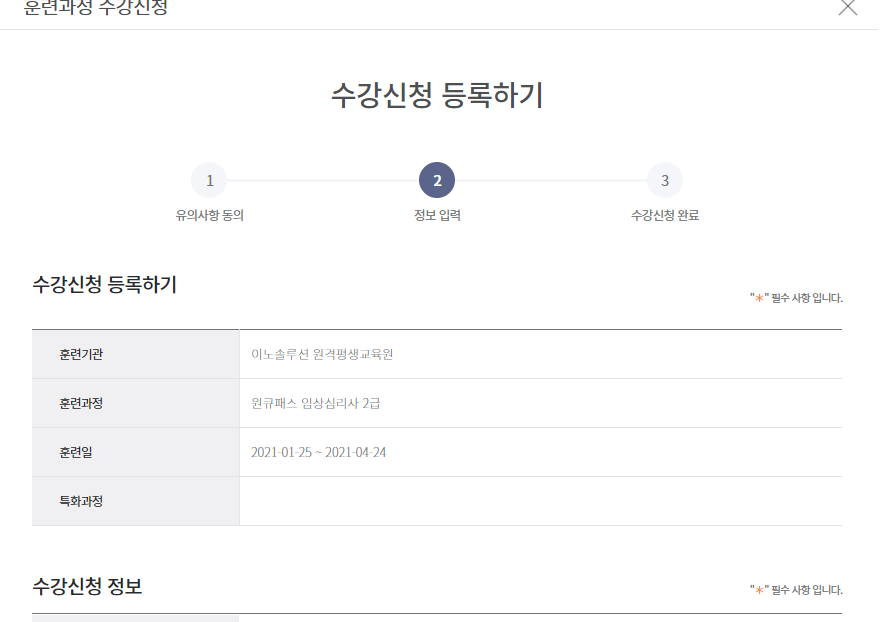 훈련과정 수강신청
수강신청 등록하기
1
2
3
유의사항 동의
정보 입력
수강신청 완료
수강신청 등록하기
"*" 필수 사항 입니다.
훈련기관
이노솔루션 원격평생교육원
훈련과정
원큐패스 임상심리사 2급
훈련일
2021-01-25 ~ 2021-04-24
특화과정
수강신청 정보
"*" 필수 사항 입니다.